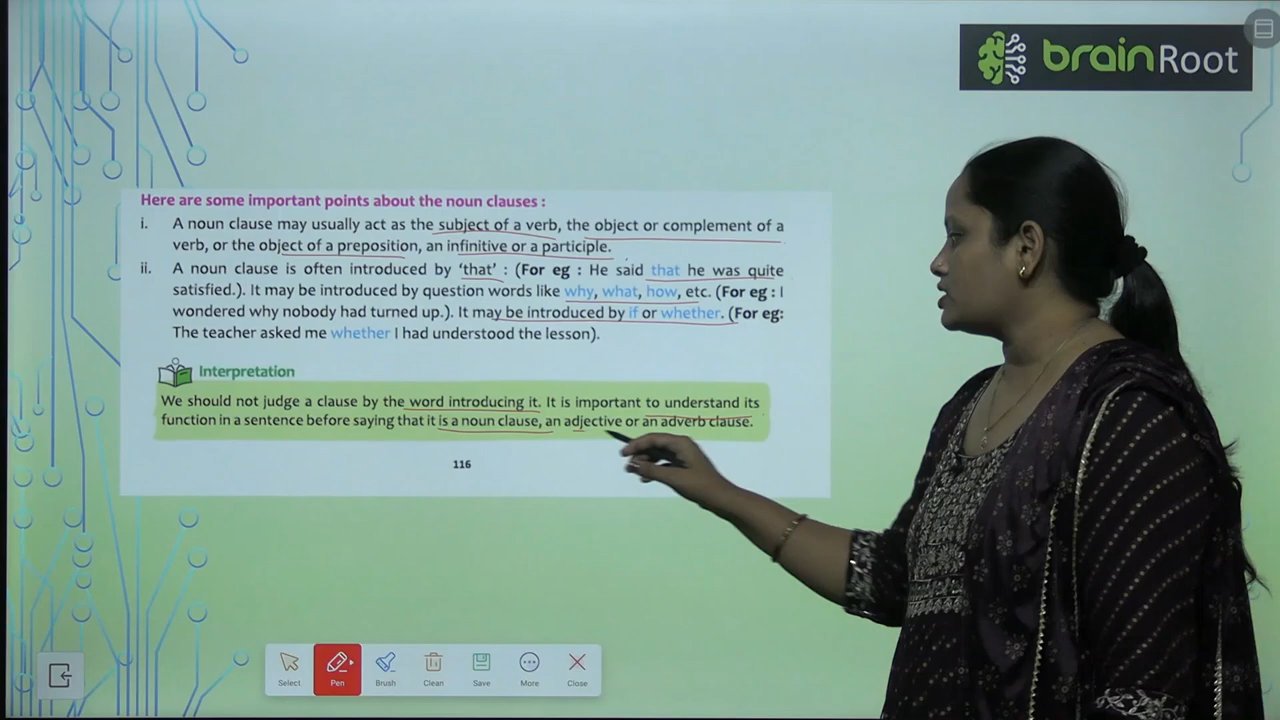 brainRoot
Here are some important points about the noun clauses :
i. A noun clause may usually act as the subject of a verb, the object or complement of a
verb, or the object of a preposition, an infinitive or a participle.
ii. A noun clause is often introduced by ‘that’ : (For eg : He said that he was quite
satisfied.). It may be introduced by question words like why, what, how, etc. (For eg : I
wondered why nobody had turned up.). It may be introduced by if or whether. (For eg:
The teacher asked me whether I had understood the lesson).
Interpretation
We should not judge a clause by the word introducing it. It is important to understand its
function in a sentence before saying that it is a noun clause, an adjective or an adverb clause.
116
Select Pen Brush Clean Save More Close